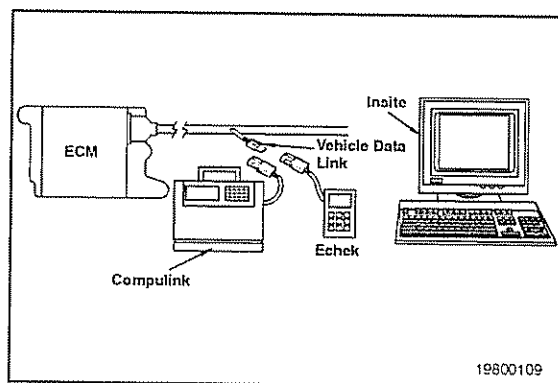 Insite
ECM
Vehicle Data
Link
Echek
Compulink
19800109